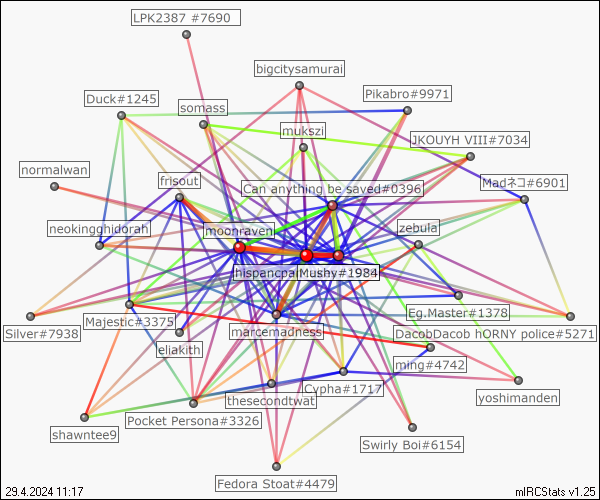 LPK2387 #7690
bigcitysamurai
Pikabro#9971
Duck#1245
somass
mukszi
JKOUYH VIII#7034
normalwan
frisout
Can anything be saved#0396
Madネコ#6901
neokingghidorah
moonraven
zebula
hispancpa
Mushy#1984
Silver#7938
Majestic#3375
marcemadness
Eg.Master#1378
DacobDacob hORNY police#5271
eliakith
ming#4742
Cypha#1717
thesecondtwat
yoshimanden
shawntee9
Pocket Persona#3326
Swirly Boi#6154
Fedora Stoat#4479
29.4.2024 11:17
mIRCStats v1.25